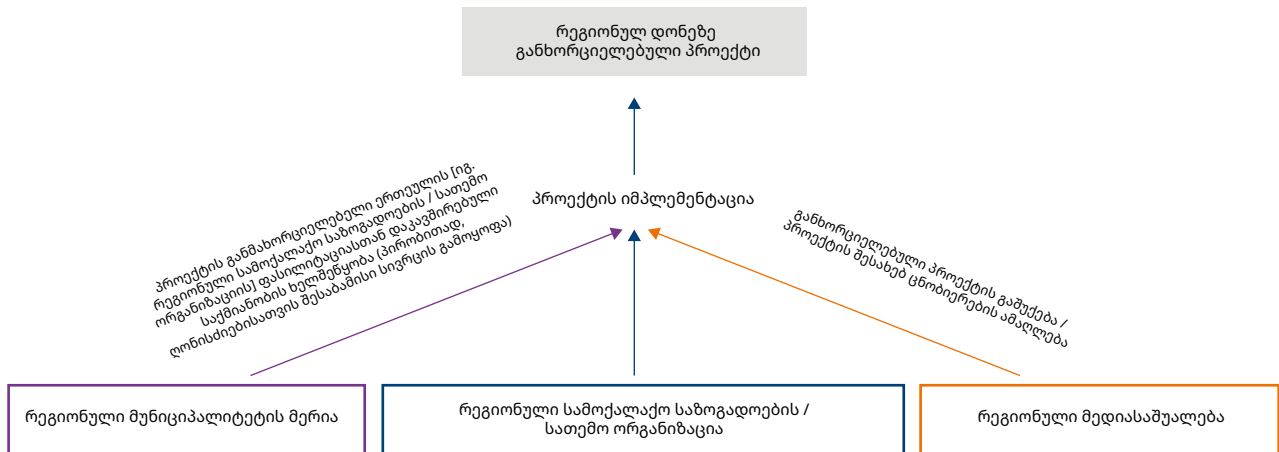 რეგიონულ დონეზე
განხორციელებული პროექტი
პროექტის განმახორციელებელი ერთეულის [იგ.
რეგიონული სამოქალაქო საზოგადოების / სათემო
ორგანიზაციის] ფასილიტაციასთან დაკავშირებული
საქმიანობის ხელშეწყობა (პირობითად,
ღონისძიებისათვის შესაბამისი სივრცის გამოყოფა)
პროექტის იმპლემენტაცია
განხორციელებული პროექტის გაშუქება /
პროექტის შესახებ ცნობიერების ამაღლება
რეგიონული მუნიციპალიტეტის მერია
რეგიონული სამოქალაქო საზოგადოების /
სათემო ორგანიზაცია
რეგიონული მედიასაშუალება